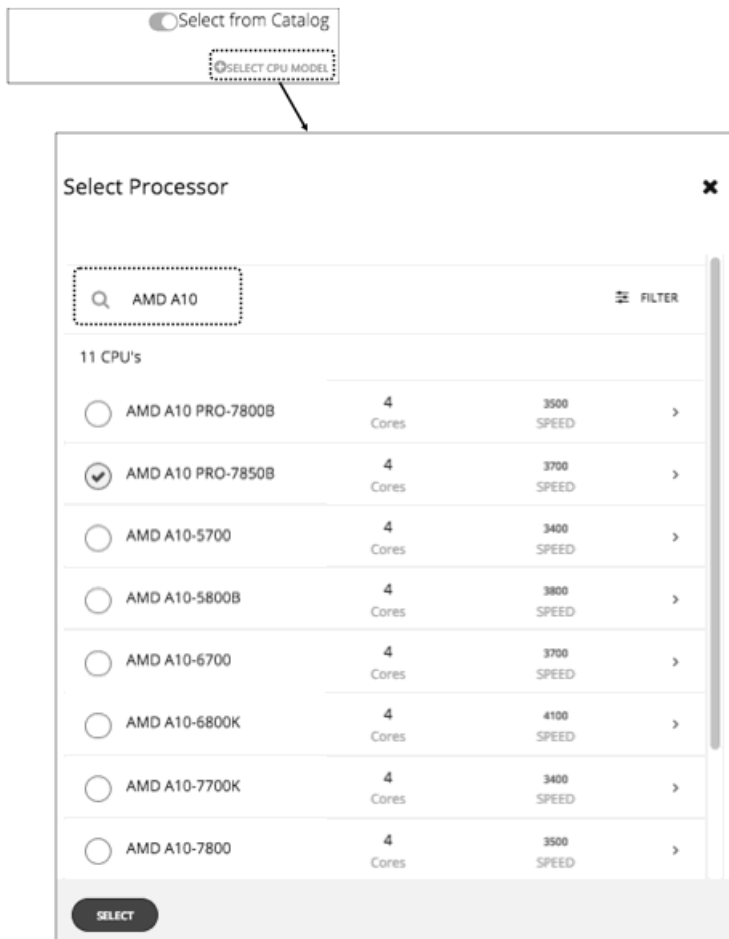 Select from Catalog
SELECT CPU MODEL
Select Processor
AMD A10
FILTER
11 CPU's
AMD A10 PRO-7800B 4 3500
Cores SPEED
AMD A10 PRO-7850B 4 3700
Cores SPEED
AMD A10-5700 4 3400
Cores SPEED
AMD A10-5800B 4 3800
Cores SPEED
AMD A10-6700 4 3700
Cores SPEED
AMD A10-6800K 4 4100
Cores SPEED
AMD A10-7700K 4 3400
Cores SPEED
AMD A10-7800 4 3500
Cores SPEED
SELECT